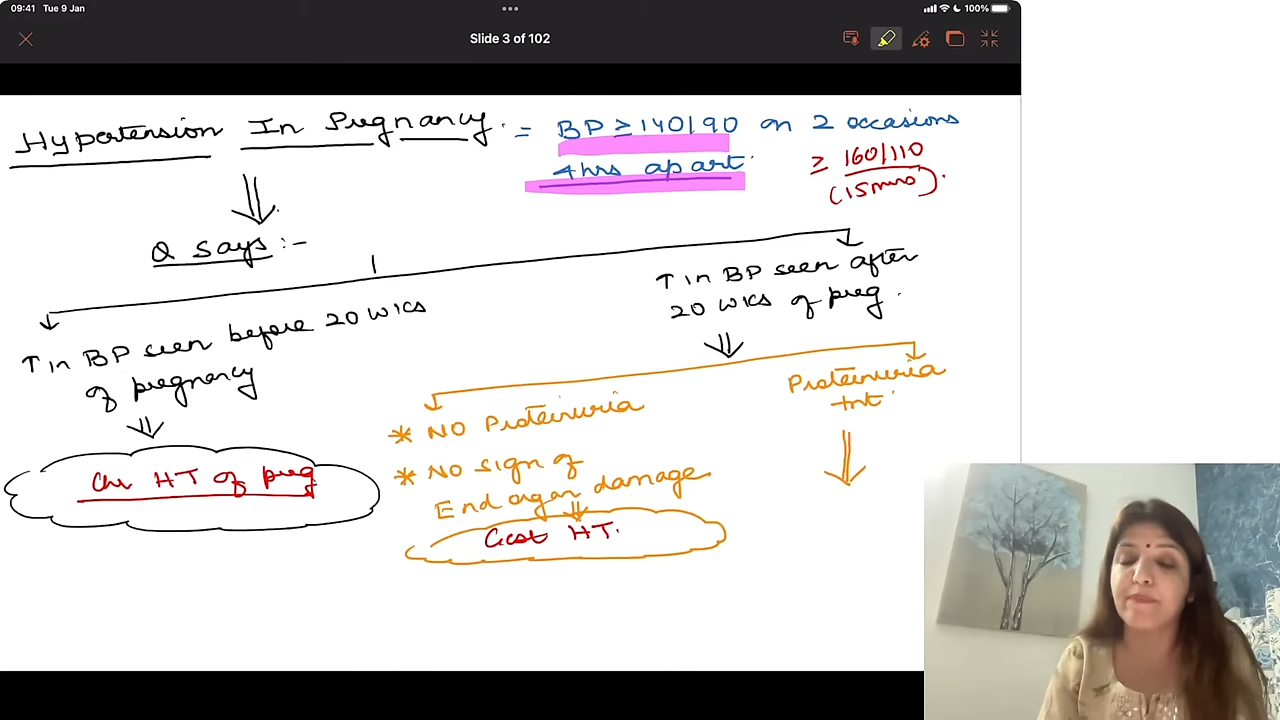 09:41 Tue 9 Jan
100%
Slide 3 of 102
Hypertension In Pregnancy = BP ≥ 140/90 on 2 occasions
4hrs apart.
≥ 160/110
(15mins).
Q says:-
↑ in BP seen before 20 wks
of pregnancy
Chr HT of preg
↑ in BP seen after
20 wks of preg.
* NO Proteinuria
* NO sign of
End organ damage
Gest HT.
Proteinuria
+nt